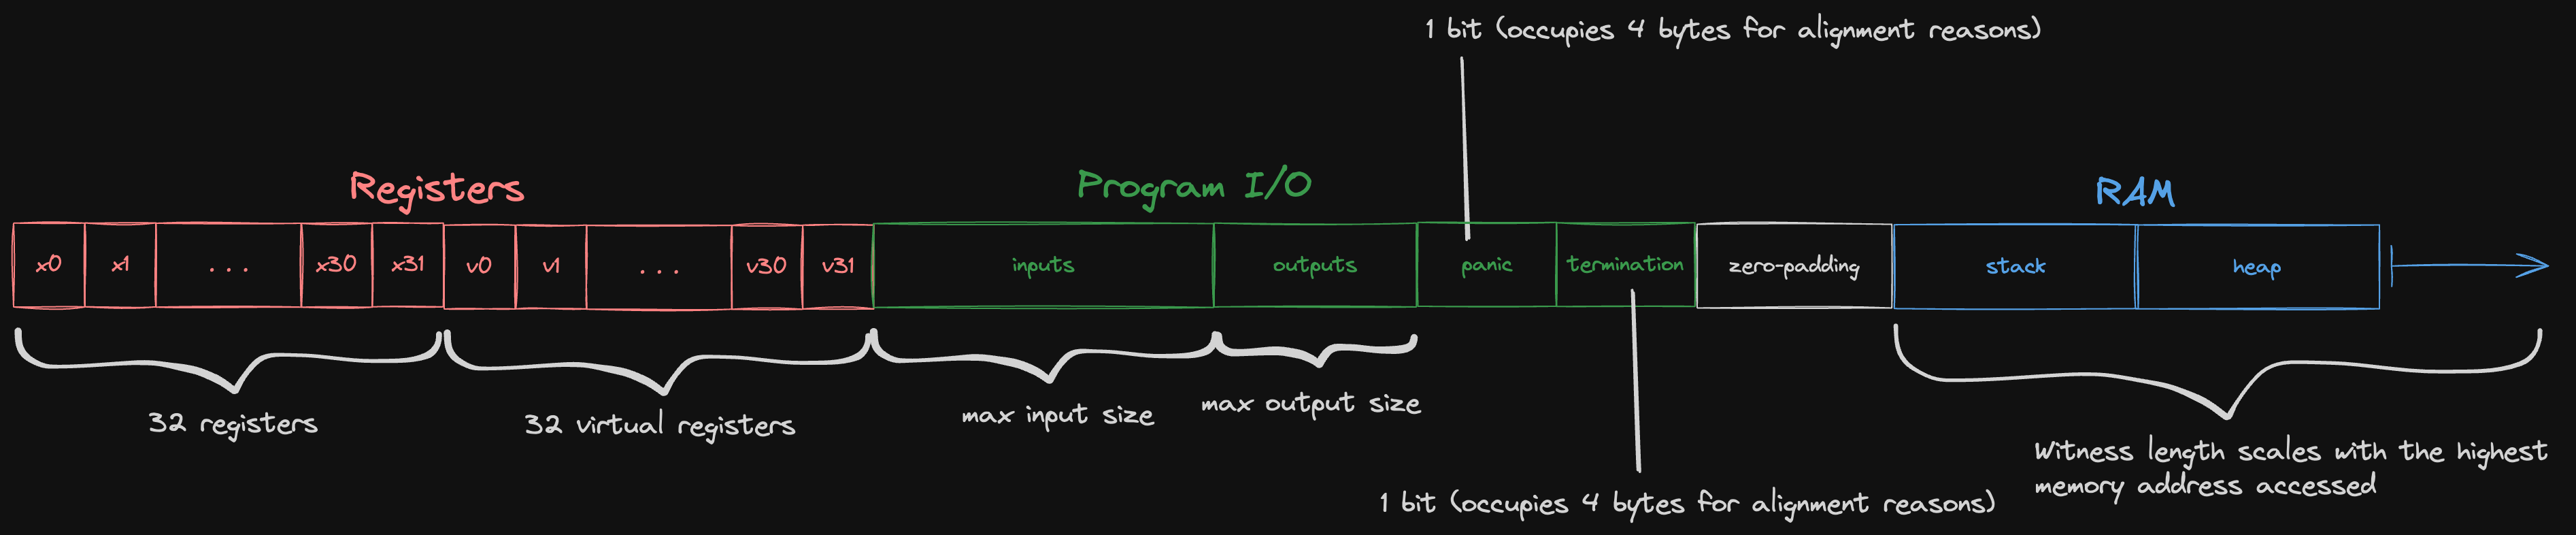 1 bit (occupies 4 bytes for alignment reasons)
Registers
Program I/O
RAM
x0
x1
...
x30
x31
v0
v1
...
v30
v31
inputs
outputs
panic
termination
zero-padding
stack
heap
32 registers
32 virtual registers
max input size
max output size
1 bit (occupies 4 bytes for alignment reasons)
Witness length scales with the highest
memory address accessed